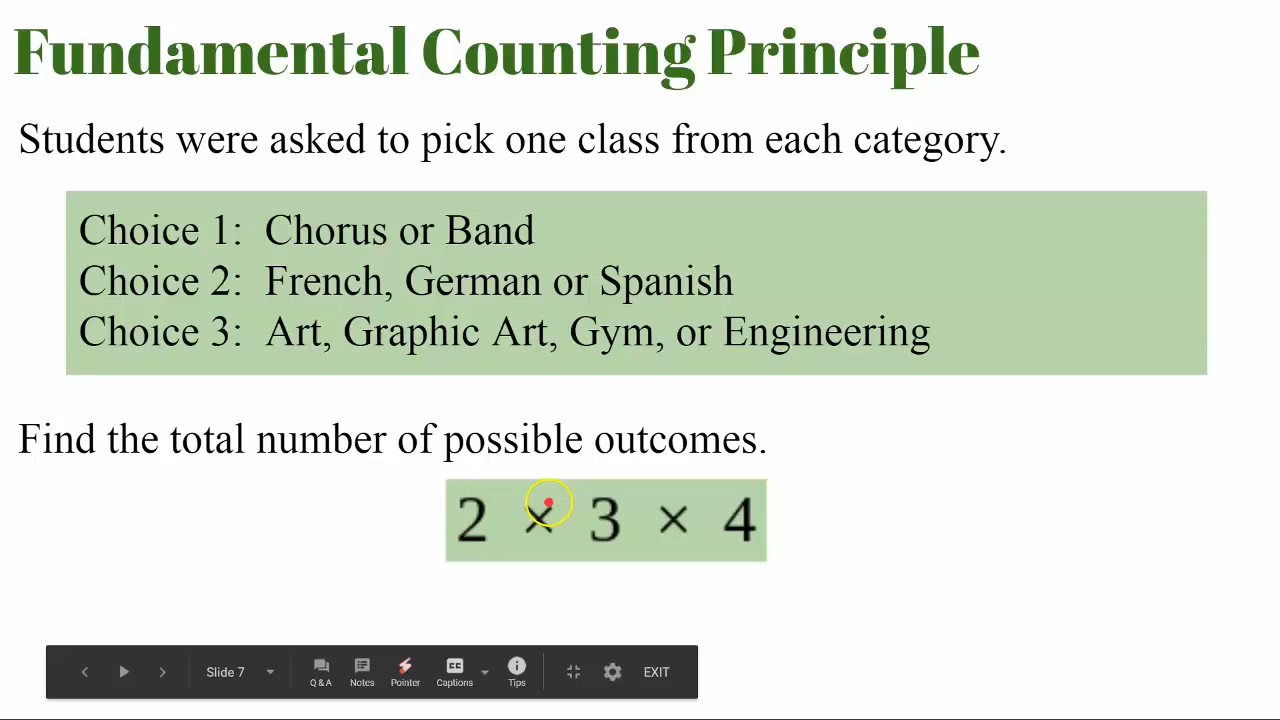 Fundamental Counting Principle
Students were asked to pick one class from each category.
Choice 1: Chorus or Band
Choice 2: French, German or Spanish
Choice 3: Art, Graphic Art, Gym, or Engineering
Find the total number of possible outcomes.
2 × 3 × 4
Slide 7 Q & A Notes Pointer CC Captions Tips EXIT